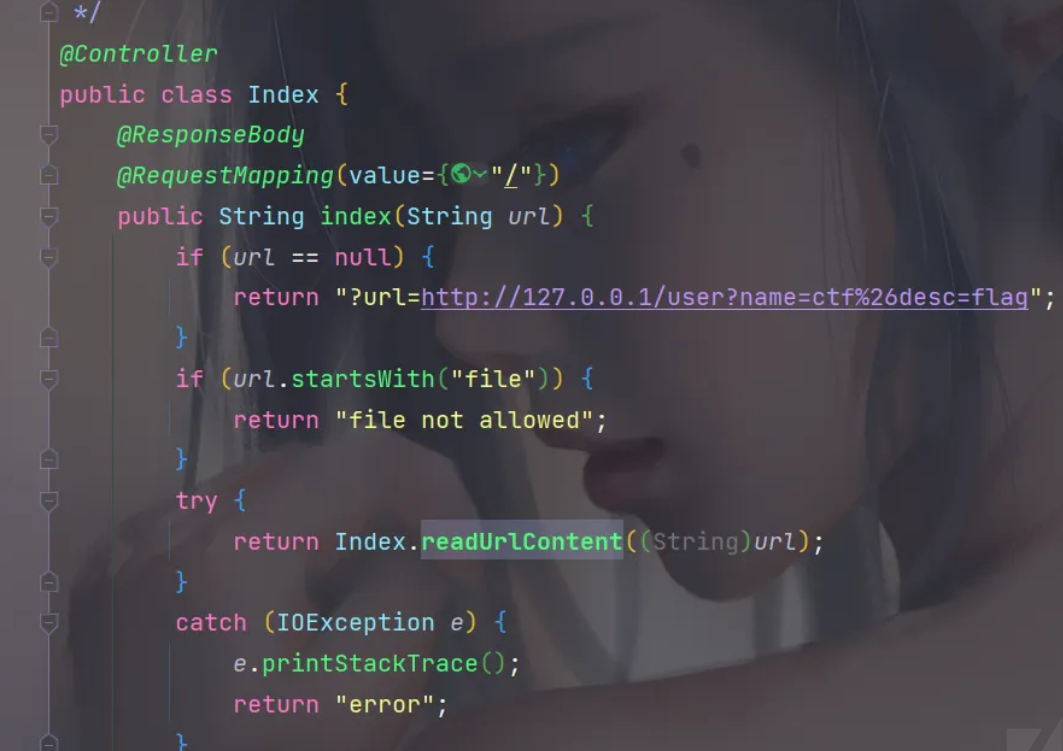 */
@Controller
public class Index {
@ResponseBody
@RequestMapping(value={"/"})
public String index(String url) {
if (url == null) {
return "?url=http://127.0.0.1/user?name=ctf%26desc=flag";
}
if (url.startsWith("file")) {
return "file not allowed";
}
try {
return Index.readUrlContent((String)url);
}
catch (IOException e) {
e.printStackTrace();
return "error";
}